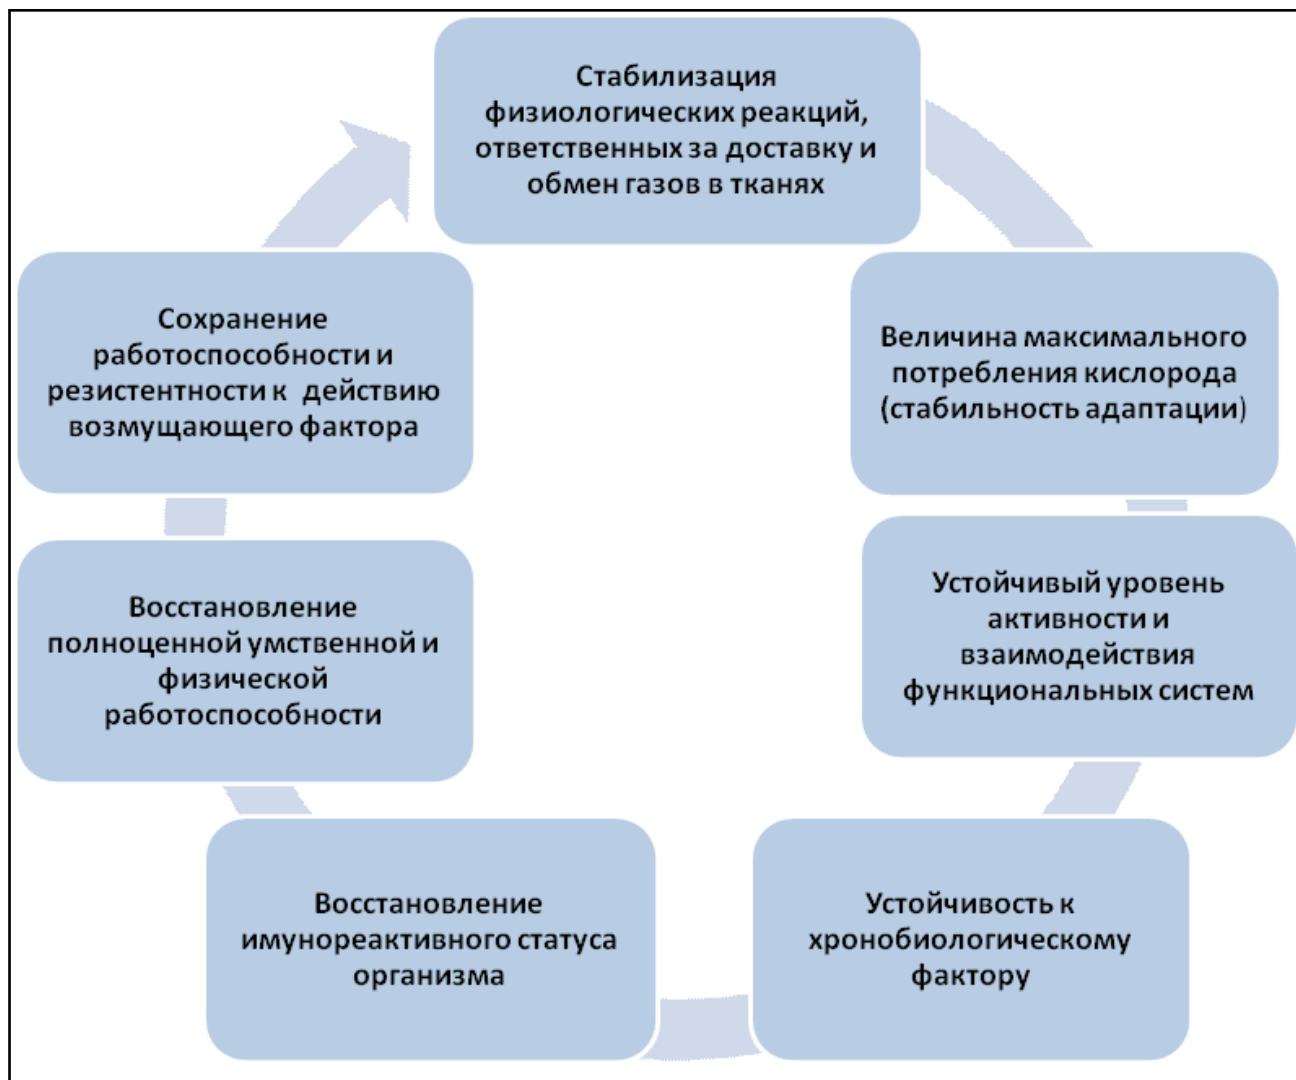 Стабилизация
физиологических реакций,
ответственных за доставку и
обмен газов в тканях
Величина максимального
потребления кислорода
(стабильность адаптации)
Устойчивый уровень
активности и
взаимодействия
функциональных систем
Устойчивость к
хронобиологическому
фактору
Восстановление
имунореактивного статуса
организма
Восстановление
полноценной умственной и
физической
работоспособности
Сохранение
работоспособности и
резистентности к действию
возмущающего фактора